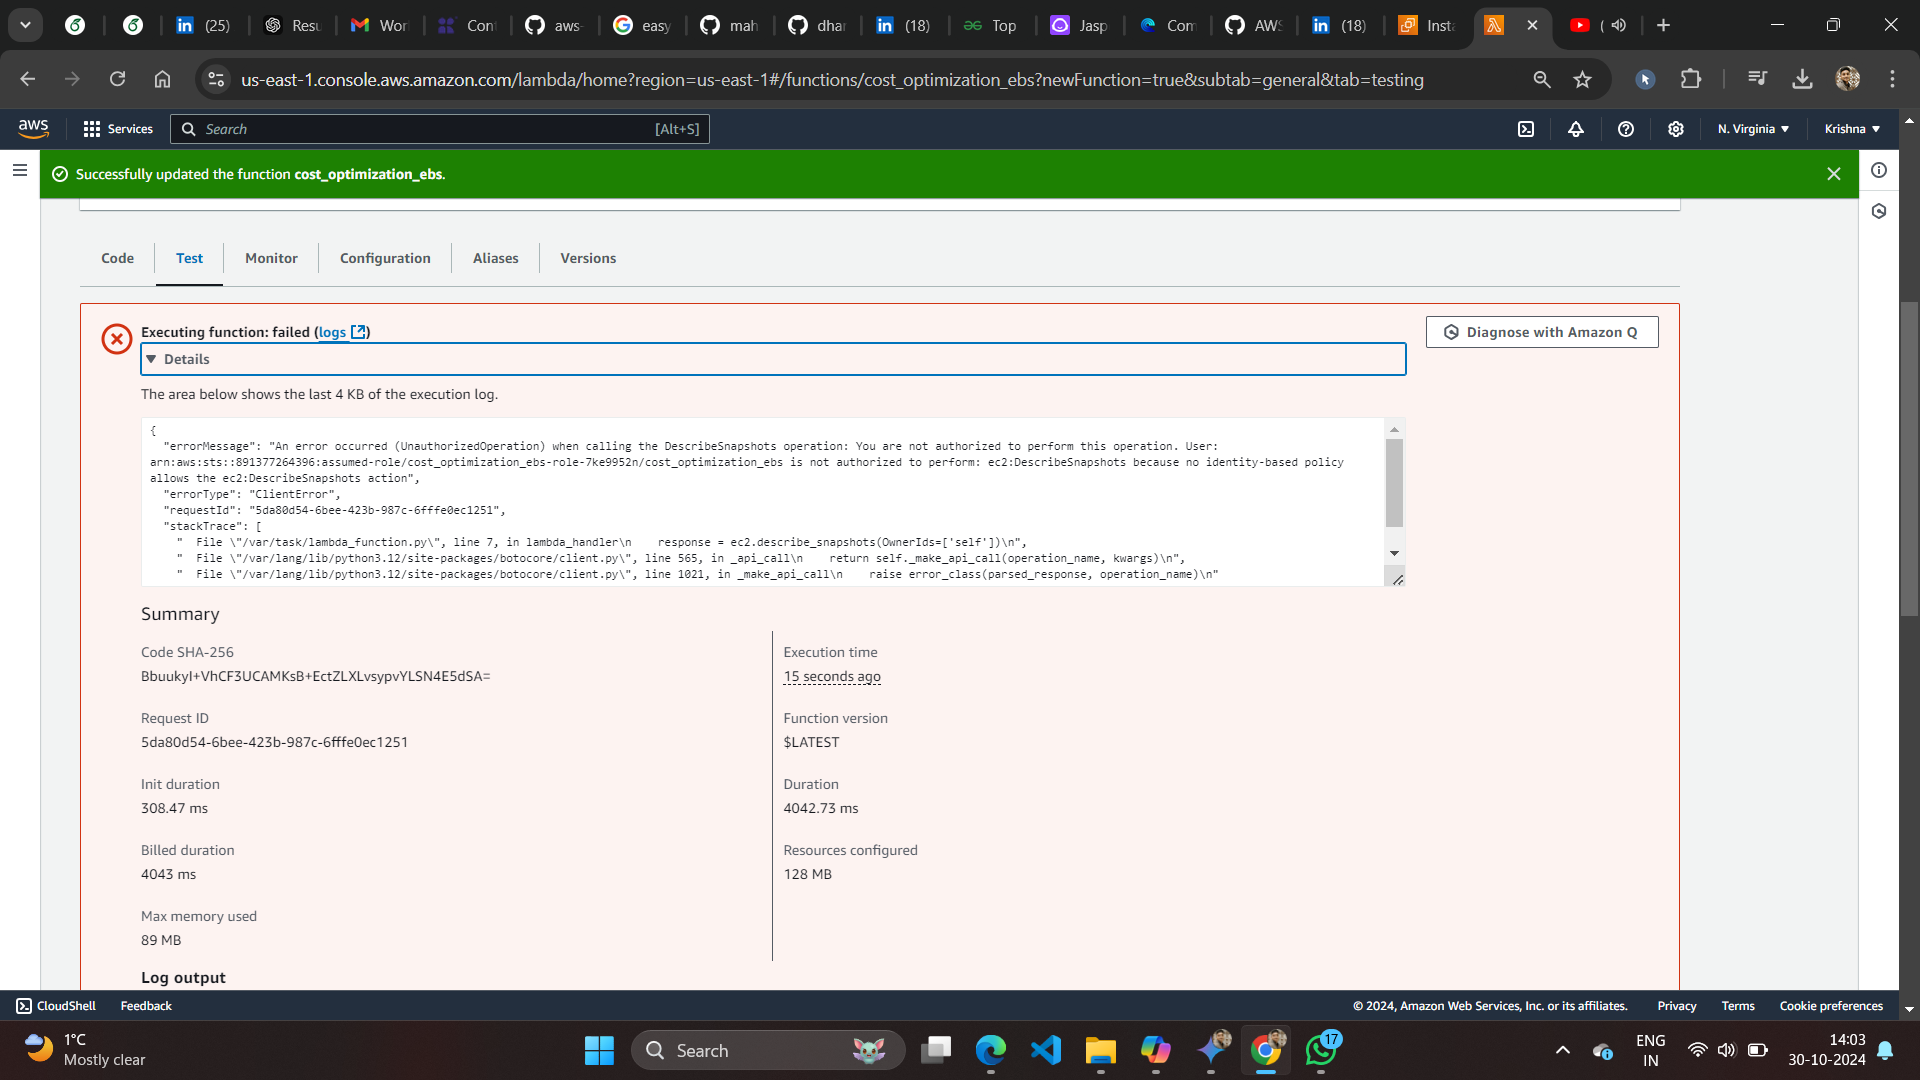 (25)
Resu
Wor
Cont
aws-
easy
mah
dhar
(18)
Top
Jasp
Com
AWS
(18)
Insta
(
us-east-1.console.aws.amazon.com/lambda/home?region=us-east-1#/functions/cost_optimization_ebs?newFunction=true&subtab=general&tab=testing
aws
Services
Search
[Alt+S]
N. Virginia
Krishna
Successfully updated the function cost_optimization_ebs.
Code
Test
Monitor
Configuration
Aliases
Versions
Executing function: failed (logs)
Diagnose with Amazon Q
Details
The area below shows the last 4 KB of the execution log.
{
"errorMessage": "An error occurred (UnauthorizedOperation) when calling the DescribeSnapshots operation: You are not authorized to perform this operation. User:
arn:aws:sts::891377264396:assumed-role/cost_optimization_ebs-role-7ke9952n/cost_optimization_ebs is not authorized to perform: ec2:DescribeSnapshots because no identity-based policy
allows the ec2:DescribeSnapshots action",
"errorType": "ClientError",
"requestId": "5da80d54-6bee-423b-987c-6fffe0ec1251",
"stackTrace": [
"  File \"/var/task/lambda_function.py\", line 7, in lambda_handler\n    response = ec2.describe_snapshots(OwnerIds=['self'])\n",
"  File \"/var/lang/lib/python3.12/site-packages/botocore/client.py\", line 565, in _api_call\n    return self._make_api_call(operation_name, kwargs)\n",
"  File \"/var/lang/lib/python3.12/site-packages/botocore/client.py\", line 1021, in _make_api_call\n    raise error_class(parsed_response, operation_name)\n"
Summary
Code SHA-256
BbuukyI+VhCF3UCAMKsB+EctZLXLvsypvYLSN4E5dSA=
Execution time
15 seconds ago
Request ID
5da80d54-6bee-423b-987c-6fffe0ec1251
Function version
$LATEST
Init duration
308.47 ms
Duration
4042.73 ms
Billed duration
4043 ms
Resources configured
128 MB
Max memory used
89 MB
Log output
CloudShell
Feedback
© 2024, Amazon Web Services, Inc. or its affiliates.
Privacy
Terms
Cookie preferences
1°C
Mostly clear
Search
17
ENG
IN
14:03
30-10-2024